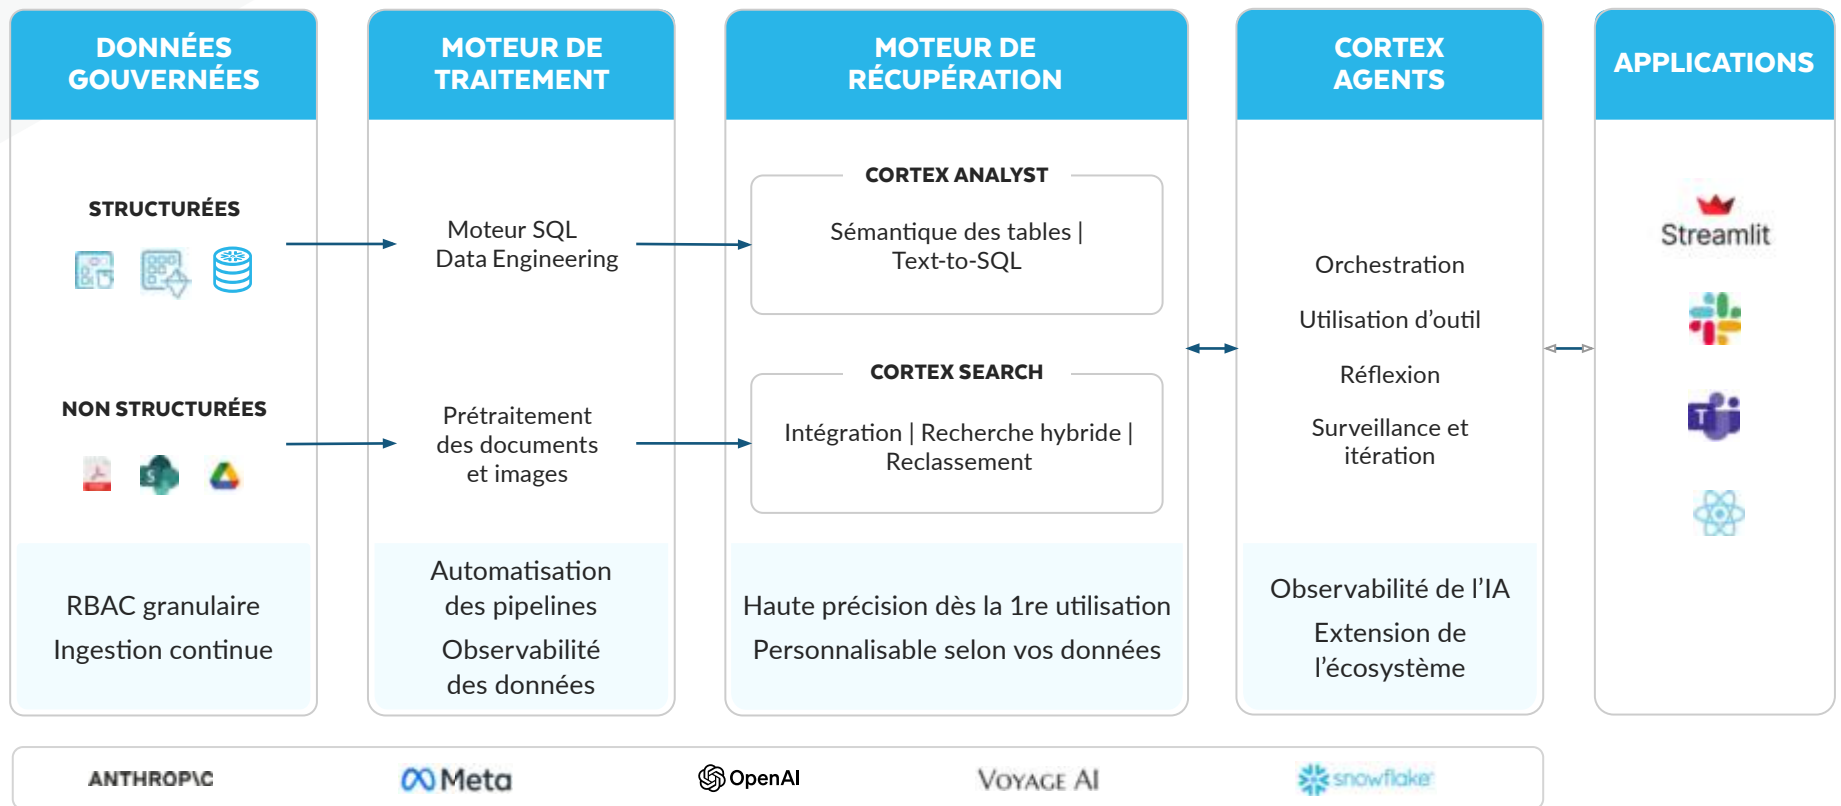 DONNÉES
GOUVERNÉES
STRUCTURÉES
NON STRUCTURÉES
RBAC granulaire
Ingestion continue
MOTEUR DE
TRAITEMENT
Moteur SQL
Data Engineering
Prétraitement
des documents
et images
Automatisation
des pipelines
Observabilité
des données
MOTEUR DE
RÉCUPÉRATION
CORTEX ANALYST
Sémantique des tables |
Text-to-SQL
CORTEX SEARCH
Intégration | Recherche hybride |
Reclassement
Haute précision dès la 1re utilisation
Personnalisable selon vos données
CORTEX
AGENTS
Orchestration
Utilisation d’outil
Réflexion
Surveillance et
itération
Observabilité de l’IA
Extension de
l’écosystème
APPLICATIONS
Streamlit
ANTHROP\C
Meta
OpenAI
VOYAGE AI
snowflake